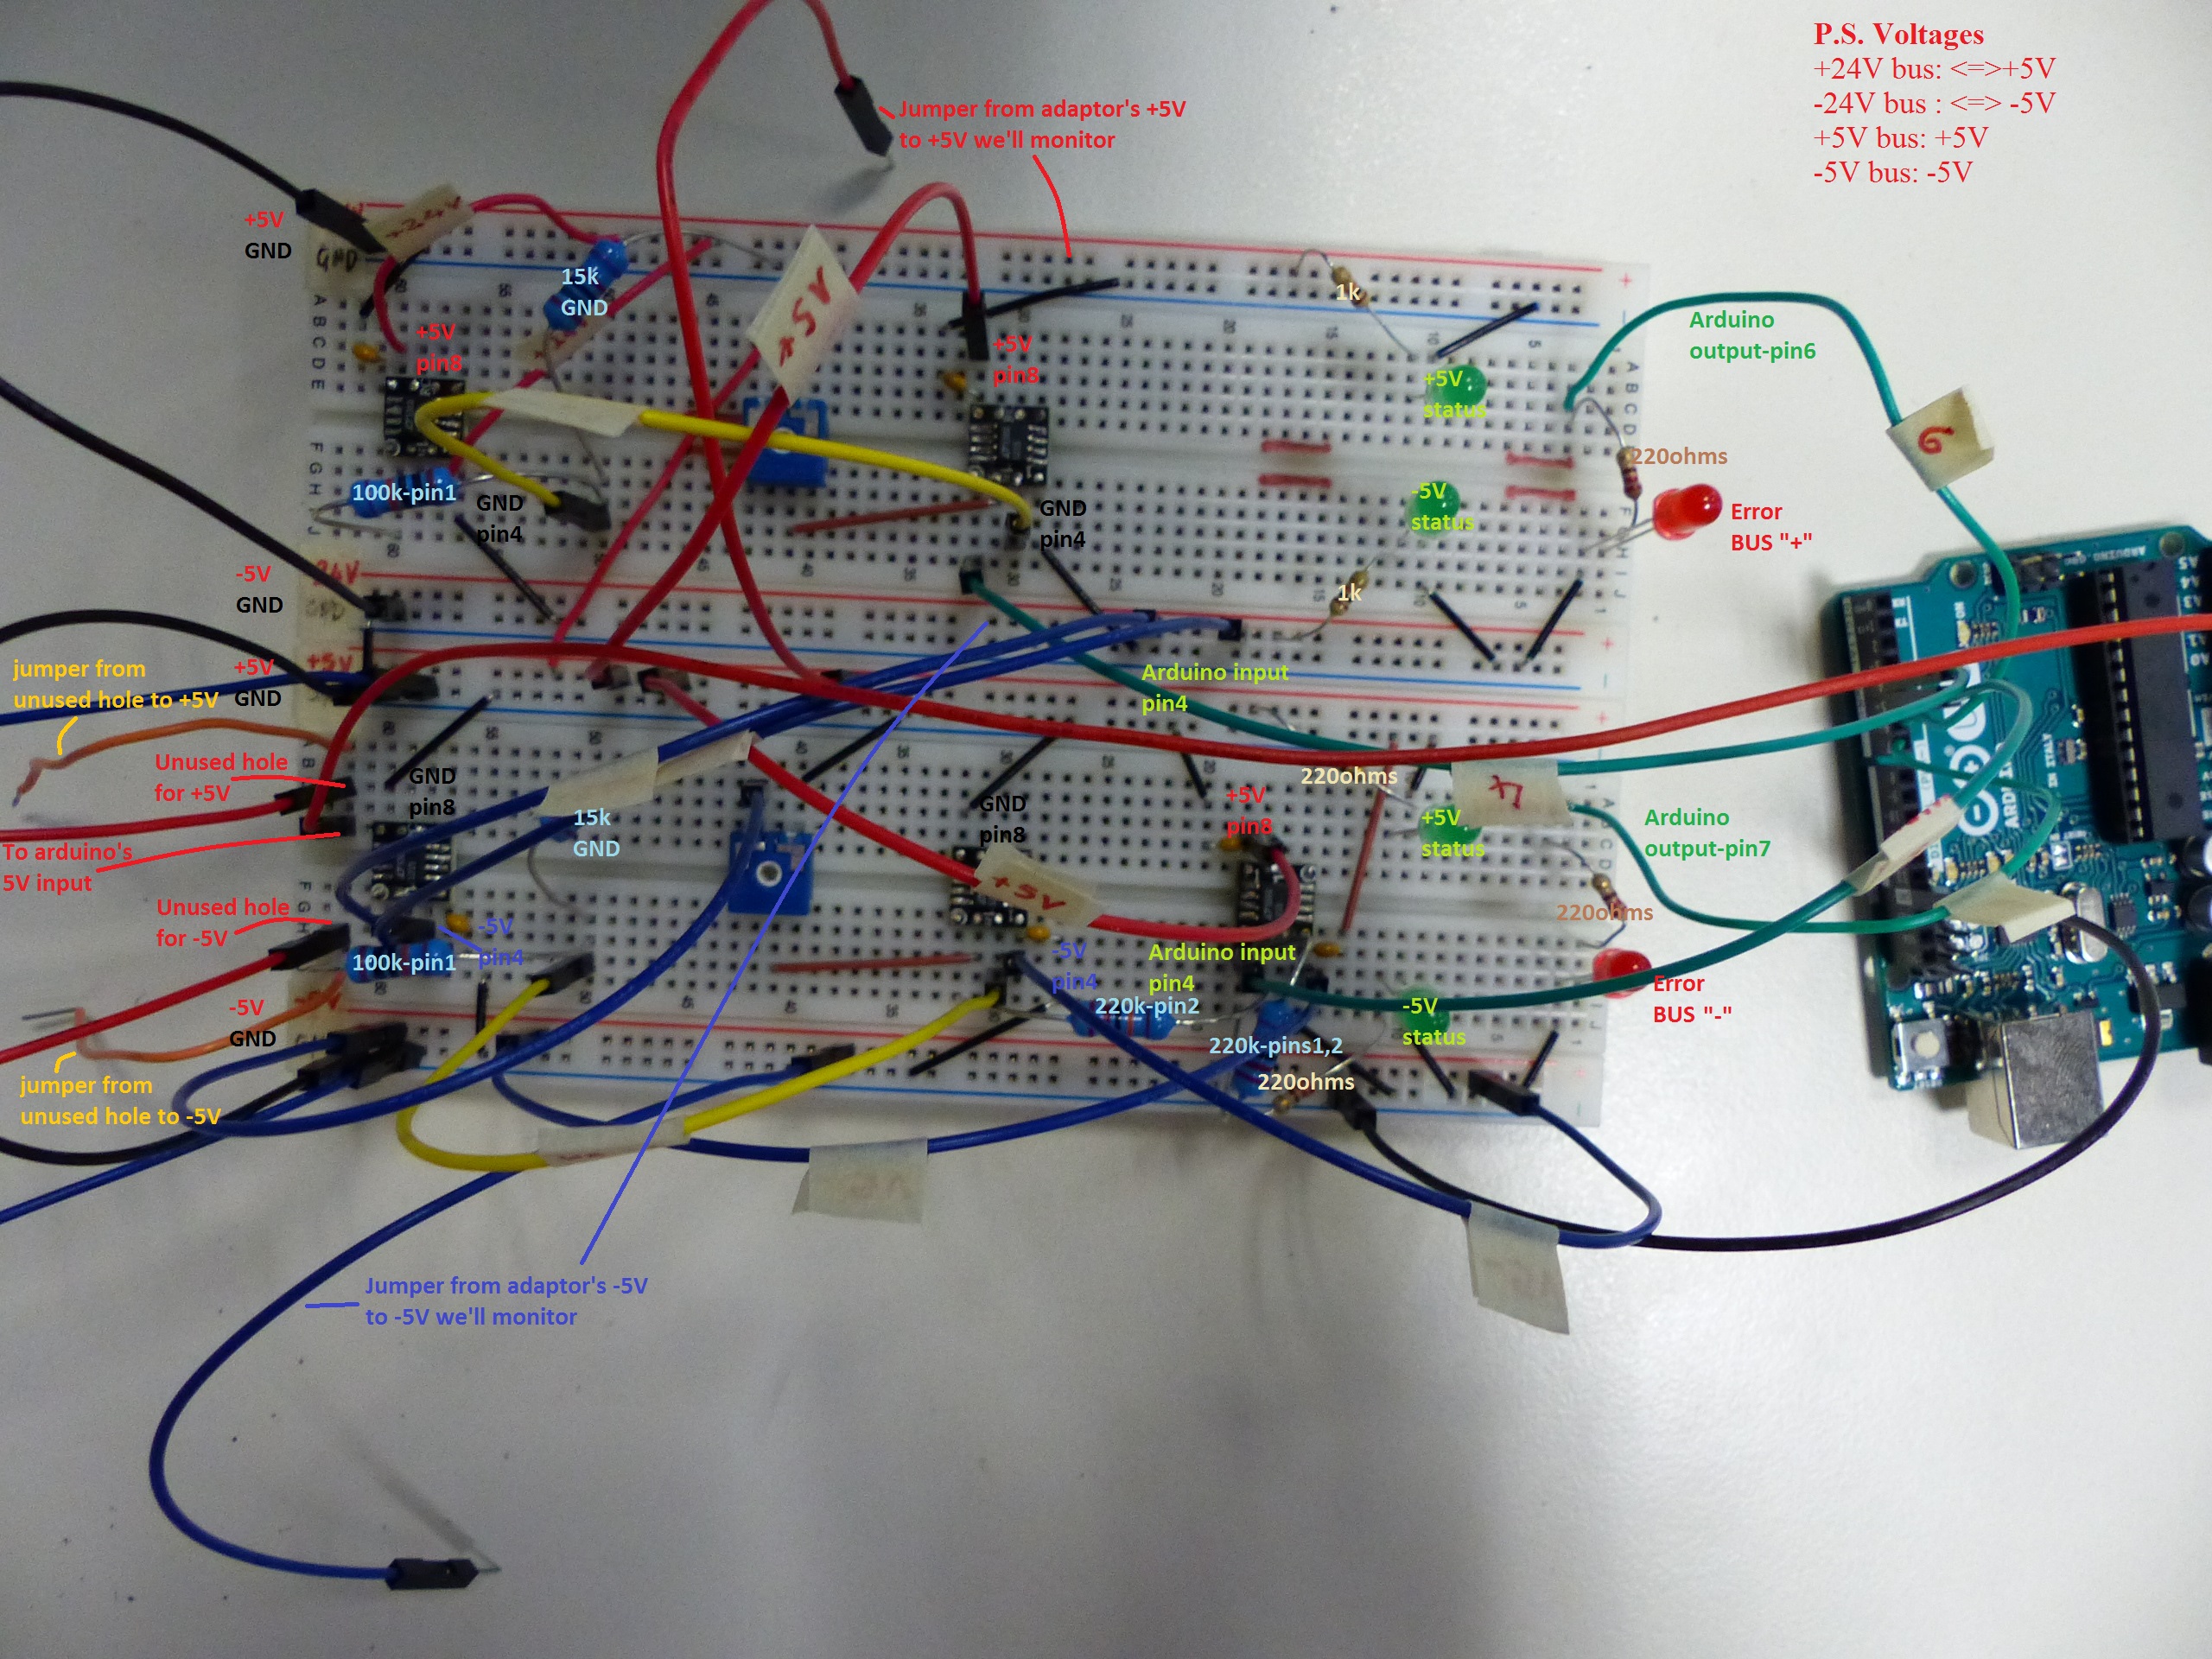 P.S. Voltages
+24V bus: <=>+5V
-24V bus : <=> -5V
+5V bus: +5V
-5V bus: -5V
Jumper from adaptor's +5V
to +5V we'll monitor
+5V
GND
GND
15k
GND
+5V
pin8
+5V
+5V
pin8
1k
Arduino
output-pin6
+5V
status
6
220ohms
100k-pin1
GND
pin4
GND
pin4
-5V
status
Error
BUS "+"
-5V
GND
1k
+5V
jumper from
unused hole to +5V
+5V
GND
Arduino input
pin4
Unused hole
for +5V
GND
pin8
15k
GND
GND
pin8
220ohms
+5V
pin8
4
+5V
status
Arduino
output-pin7
To arduino's
5V input
+5V
Unused hole
for -5V
-5V
pin4
100k-pin1
-5V
pin4
Arduino input
pin4
220ohms
220k-pin2
-5V
status
Error
BUS "-"
-5V
GND
220k-pins1,2
220ohms
jumper from
unused hole to -5V
Jumper from adaptor's -5V
to -5V we'll monitor